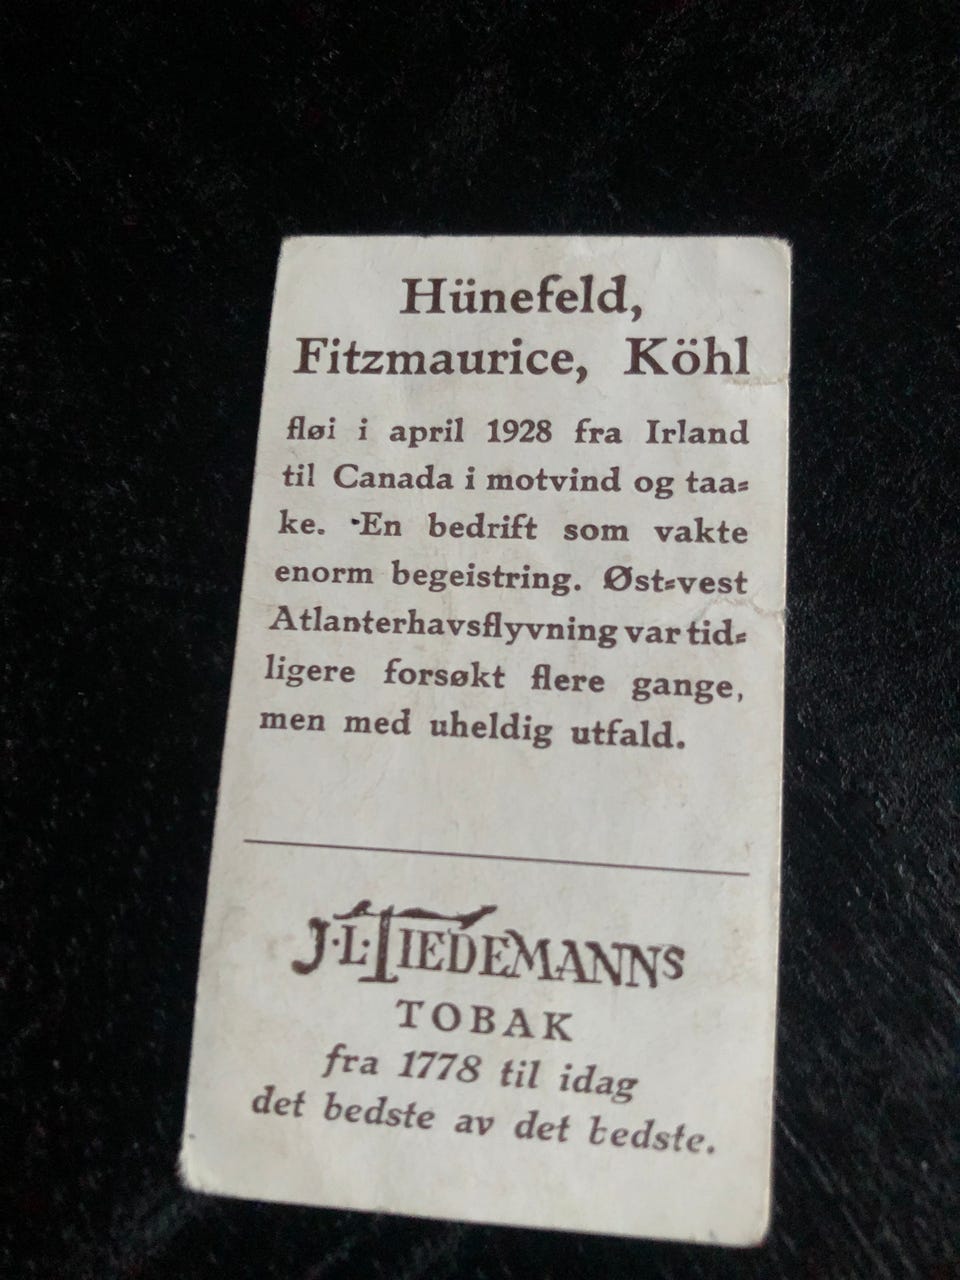 Hünefeld,
Fitzmaurice, Köhl
fløi i april 1928 fra Irland
til Canada i motvind og taa=
ke. En bedrift som vakte
enorm begeistring. Øst=vest
Atlanterhavsflyvning var tid=
ligere forsøkt flere gange,
men med uheldig utfald.
J·L·TIEDEMANNS
TOBAK
fra 1778 til idag
det bedste av det bedste.